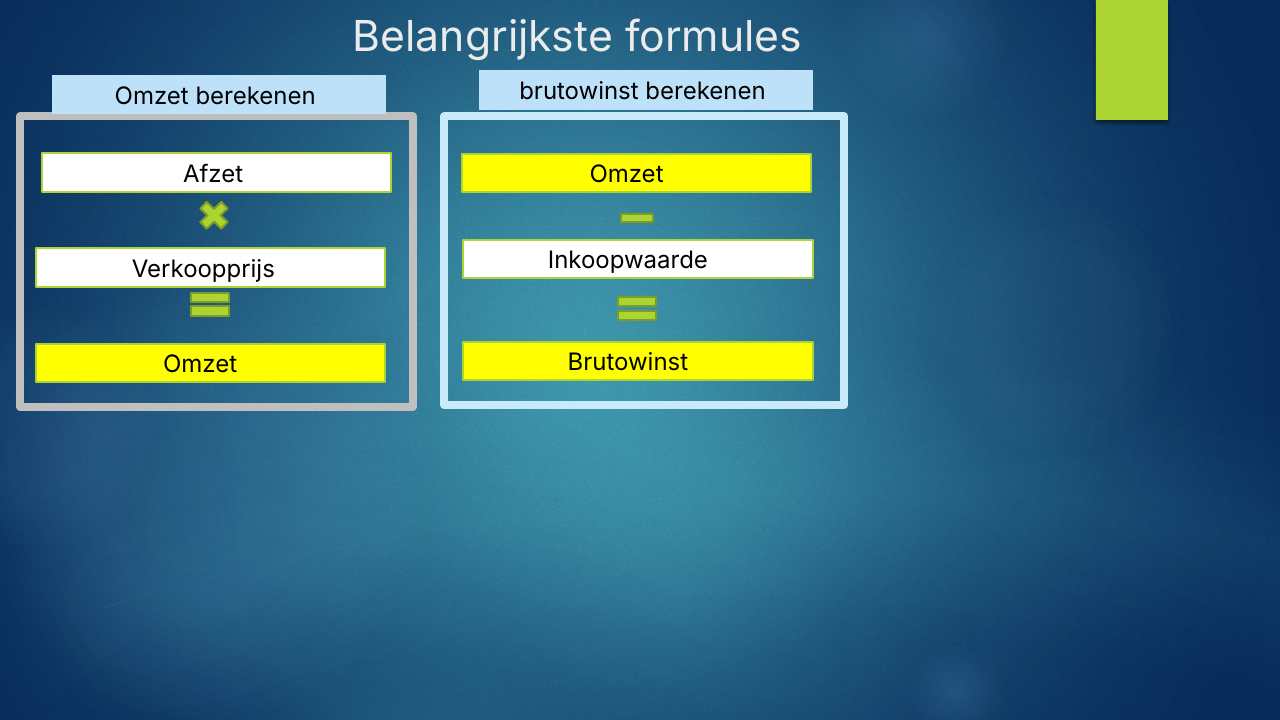 Belangrijkste formules
Omzet berekenen
Afzet
Verkoopprijs
Omzet
brutowinst berekenen
Omzet
Inkoopwaarde
Brutowinst